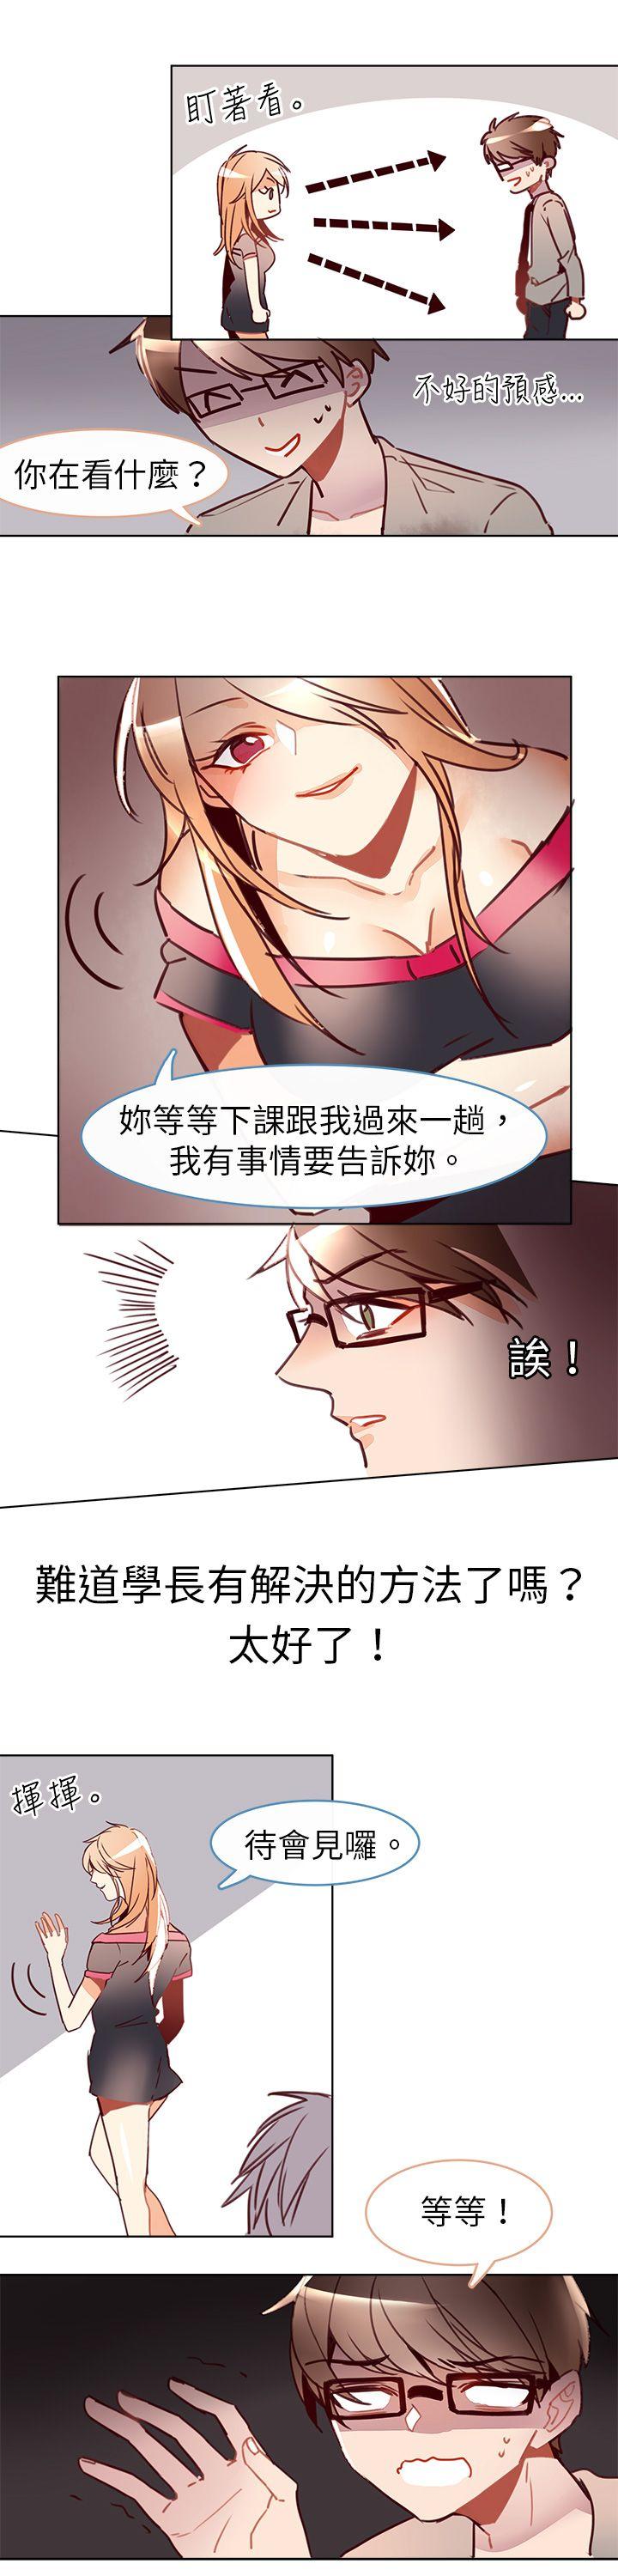 盯著看。
不好的預感...
你在看什麼？
妳等等下課跟我過來一趟，
我有事情要告訴妳。
誒！
難道學長有解決的方法了嗎？
太好了！
揮揮。
待會見囉。
等等！